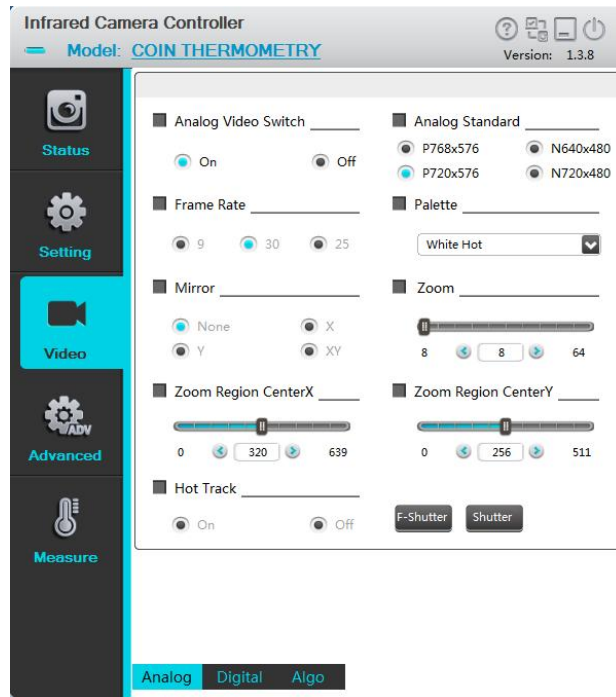 Infrared Camera Controller
Model: COIN THERMOMETRY
Version: 1.3.8
Status
Setting
Video
ADV
Advanced
Measure
Analog Video Switch
On Off
Analog Standard
P768x576 N640x480
P720x576 N720x480
Frame Rate
9 30 25
Palette
White Hot
Mirror
None X
Y XY
Zoom
8 8 64
Zoom Region CenterX
0 320 639
Zoom Region CenterY
0 256 511
Hot Track
On Off
F-Shutter Shutter
Analog Digital Algo